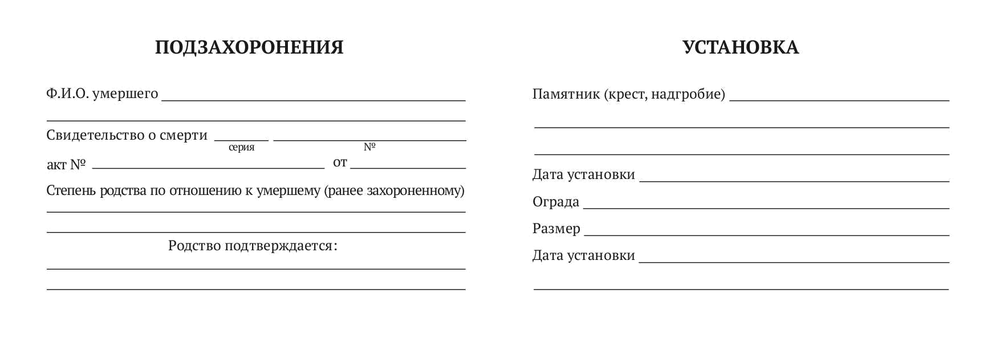 ПОДЗАХОРОНЕНИЯ
Ф.И.О. умершего
Свидетельство о смерти
серия №
акт № от
Степень родства по отношению к умершему (ранее захороненному)
Родство подтверждается:
УСТАНОВКА
Памятник (крест, надгробие)
Дата установки
Ограда
Размер
Дата установки